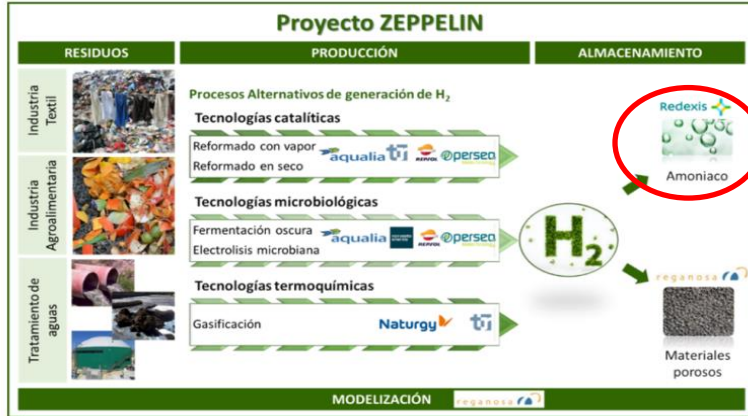 Proyecto ZEPPELIN
RESIDUOS
PRODUCCIÓN
ALMACENAMIENTO
Industria
Textil
Industria
Agroalimentaria
Tratamiento de
aguas
Procesos Alternativos de generación de H₂
Tecnologías catalíticas
Reformado con vapor
Reformado en seco
aqualia
REPSOL
persea
Tecnologías microbiológicas
Fermentación oscura
Electrolisis microbiana
aqualia
REPSOL
persea
Tecnologías termoquímicas
Gasificación
Naturgy
H₂
Redexis
Amoniaco
reganosa
Materiales
porosos
MODELIZACIÓN
reganosa